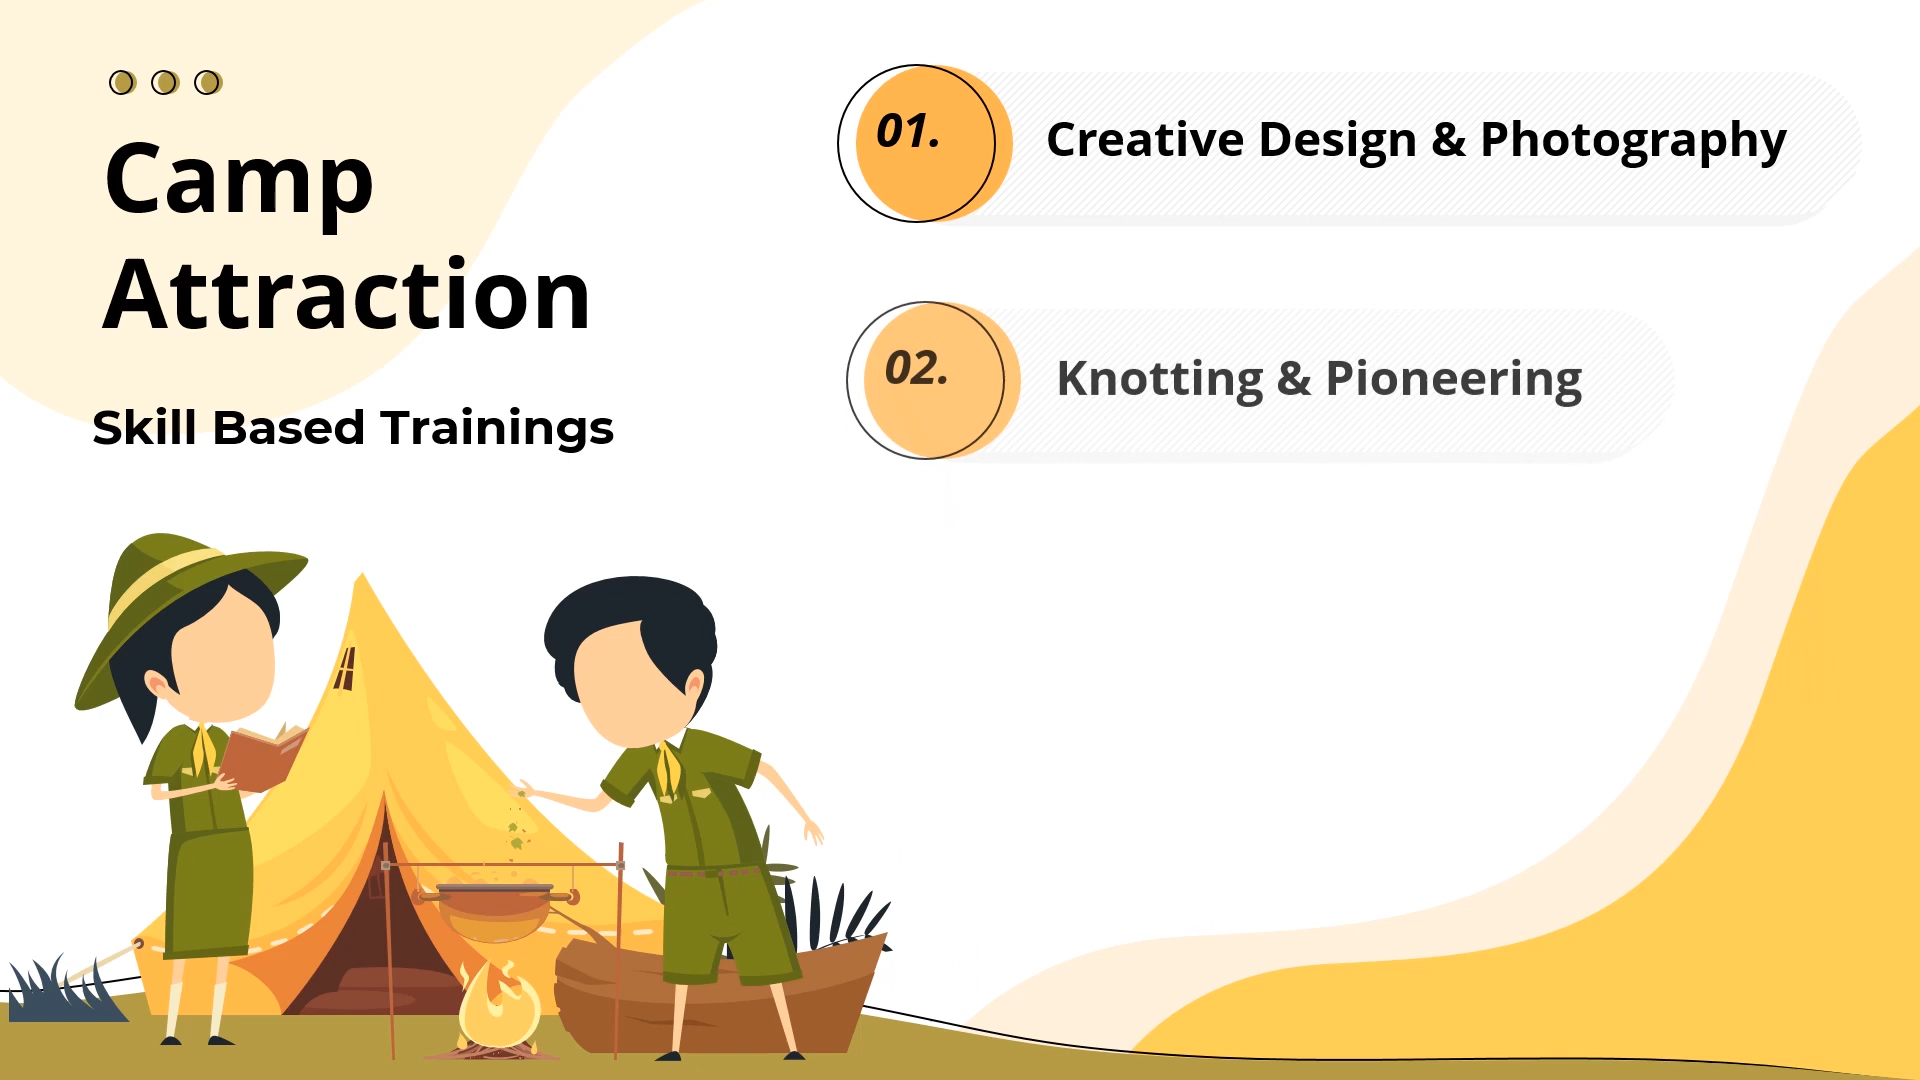 Camp
Attraction
Skill Based Trainings
01.
Creative Design & Photography
02.
Knotting & Pioneering